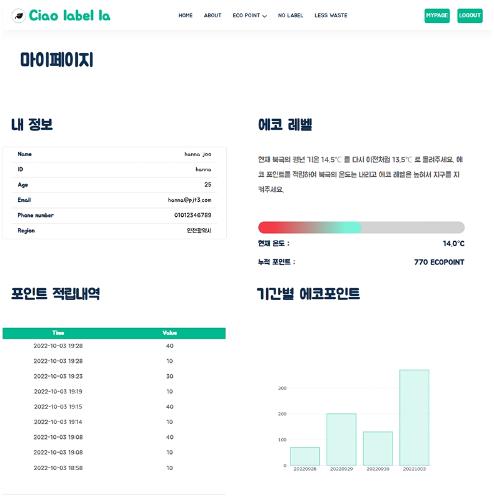 Ciao label la
HOME ABOUT ECO POINT NO LABEL LESS WASTE
MYPAGE LOGOUT
마이페이지
내 정보
Name hanna joo
ID hanna
Age 25
Email hanna@pjt3.com
Phone number 01012346789
Region 인천광역시
에코 레벨
현재 북극의 평년 기온 14.5℃ 를 다시 이전처럼 13.5℃ 로 돌려주세요. 에
코 포인트를 적립하여 북극의 온도는 내리고 에코 레벨은 높여서 지구를 지
켜주세요.
현재 온도 : 14.0℃
누적 포인트 : 770 ECOPOINT
포인트 적립내역
Time Value
2022-10-03 19:28 40
2022-10-03 19:28 10
2022-10-03 19:23 30
2022-10-03 19:19 10
2022-10-03 19:15 40
2022-10-03 19:14 10
2022-10-03 19:08 40
2022-10-03 19:08 10
2022-10-03 18:58 10
기간별 에코포인트
300
200
100
0
20220928 20220929 20220930 20221003